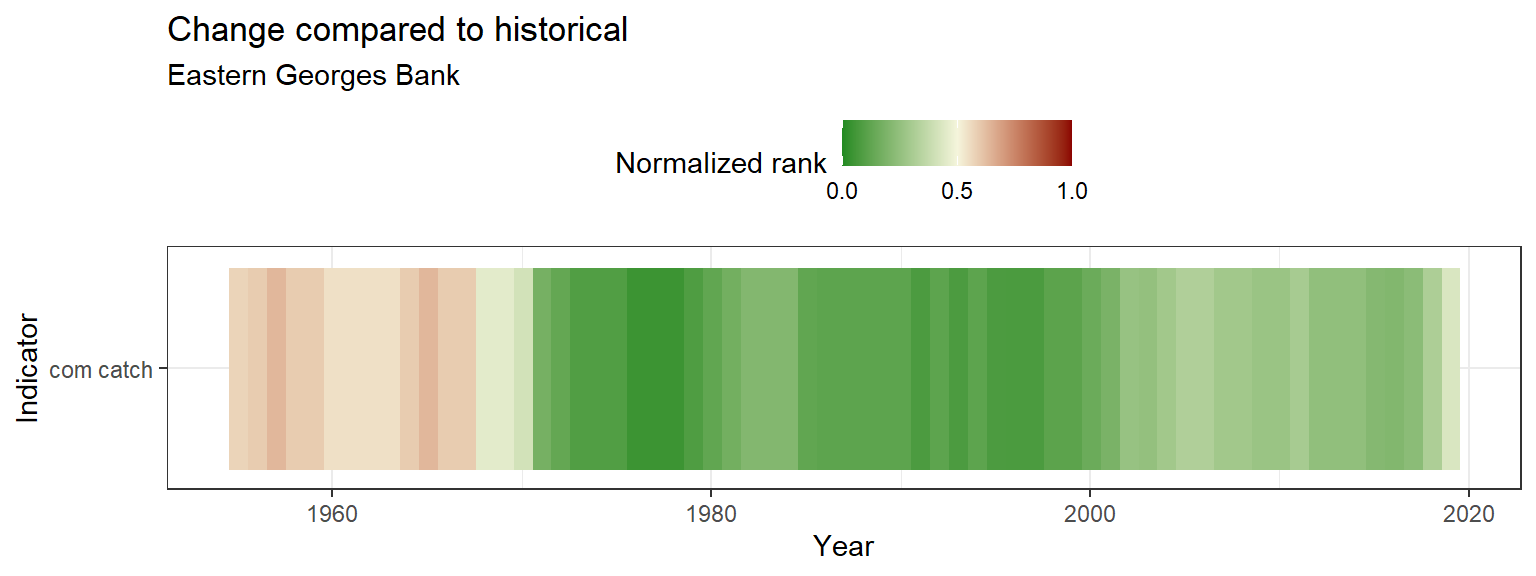 Change compared to historical
Eastern Georges Bank
Normalized rank
0.0 0.5 1.0
Indicator
com catch
1960 1980 2000 2020
Year